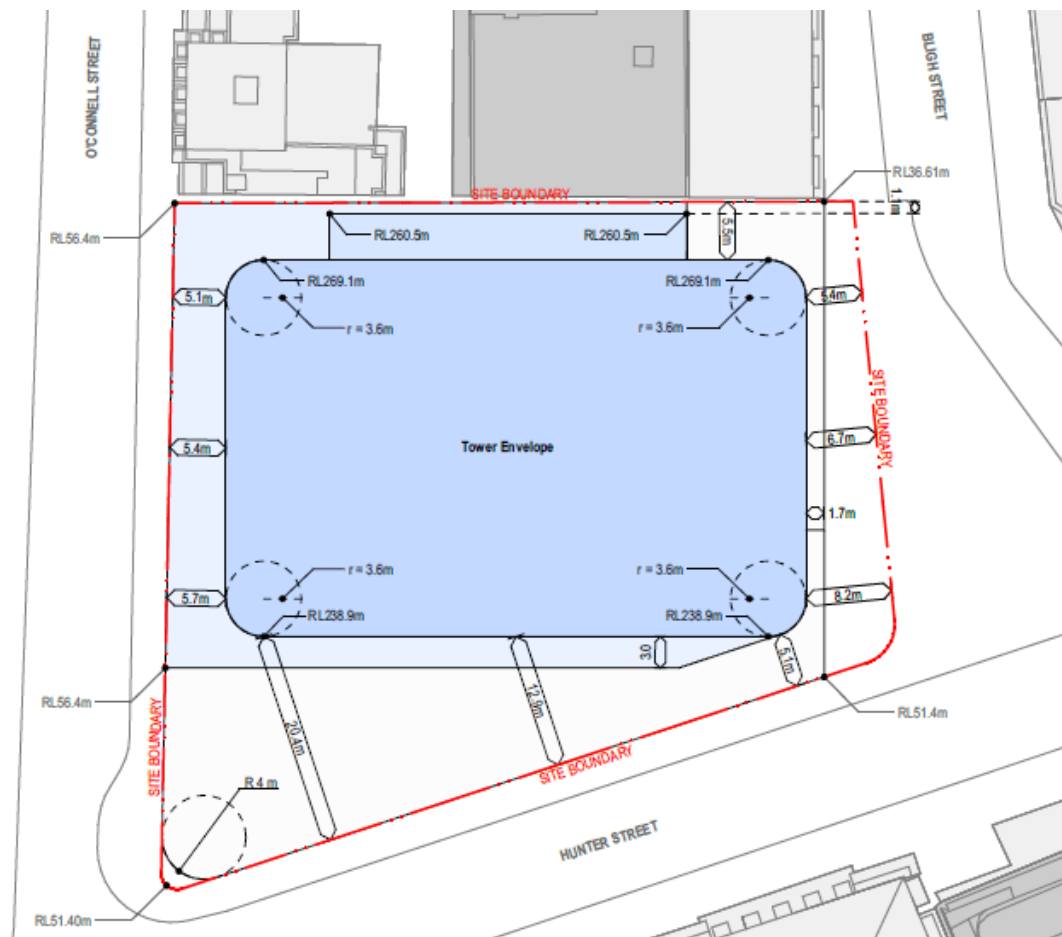 O'CONNELL STREET
BLIGH STREET
RL36.61m
SITE BOUNDARY
1.1m
RL56.4m
RL260.5m
RL260.5m
5.5m
RL269.1m
RL269.1m
5.1m
5.4m
r = 3.6m
r = 3.6m
SITE BOUNDARY
5.4m
Tower Envelope
6.7m
1.7m
r = 3.6m
r = 3.6m
5.7m
8.2m
RL238.9m
RL238.9m
3.0
5.1m
RL56.4m
20.4m
12.9m
RL51.4m
SITE BOUNDARY
SITE BOUNDARY
R 4 m
HUNTER STREET
RL51.40m